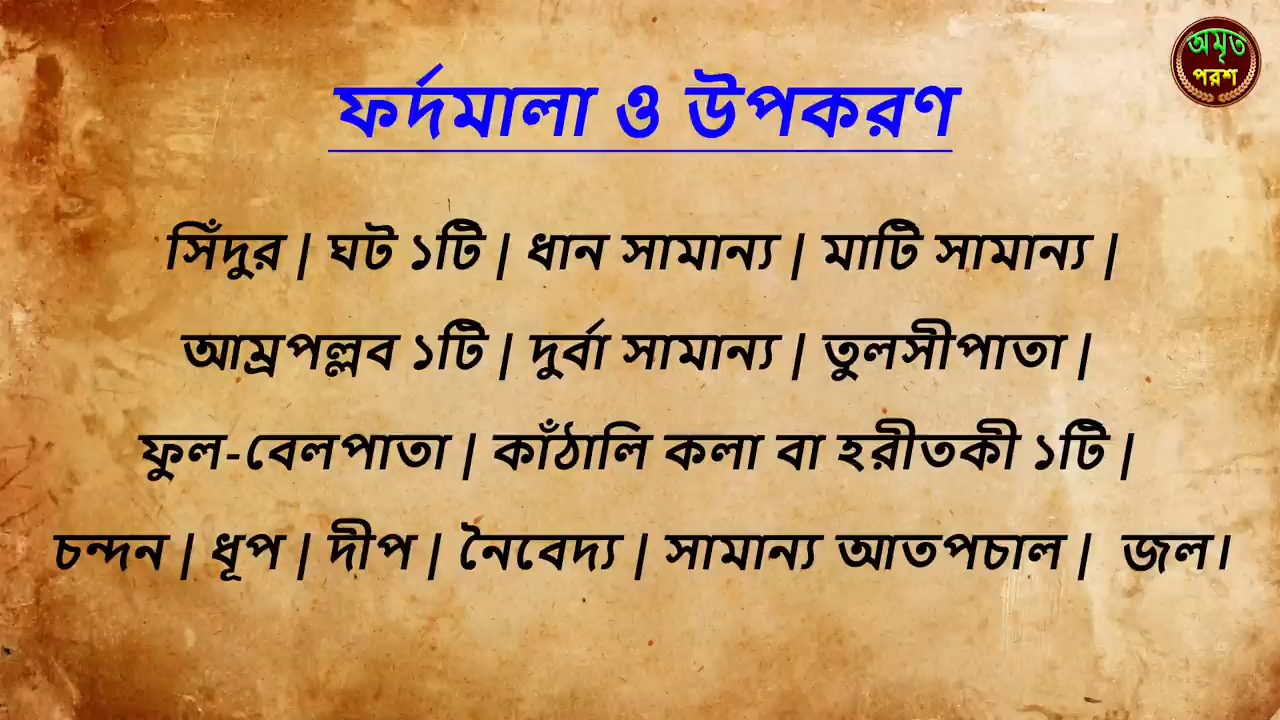 অমৃত
পরশ
ফর্দমালা ও উপকরণ
সিঁদুর | ঘট ১টি | ধান সামান্য | মাটি সামান্য |
আম্রপল্লব ১টি | দুর্বা সামান্য | তুলসীপাতা |
ফুল-বেলপাতা | কাঁঠালি কলা বা হরীতকী ১টি |
চন্দন | ধূপ | দীপ | নৈবেদ্য | সামান্য আতপচাল | জল।